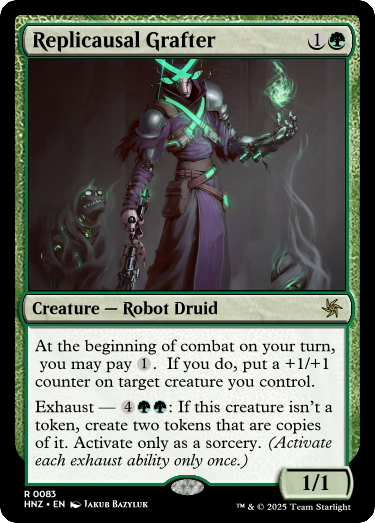 Replicausal Grafter 1
Creature — Robot Druid
At the beginning of combat on your turn,
you may pay 1. If you do, put a +1/+1
counter on target creature you control.
Exhaust — 4: If this creature isn't a
token, create two tokens that are copies
of it. Activate only as a sorcery. (Activate
each exhaust ability only once.)
1/1
R 0083
HNZ • EN Jakub Bazyluk
™ & © 2025 Team Starlight